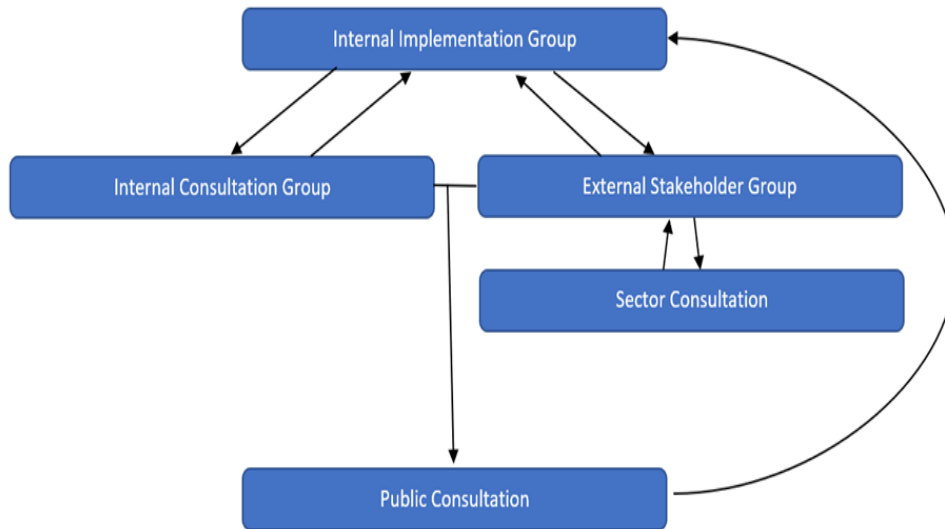 Internal Implementation Group
Internal Consultation Group
External Stakeholder Group
Sector Consultation
Public Consultation